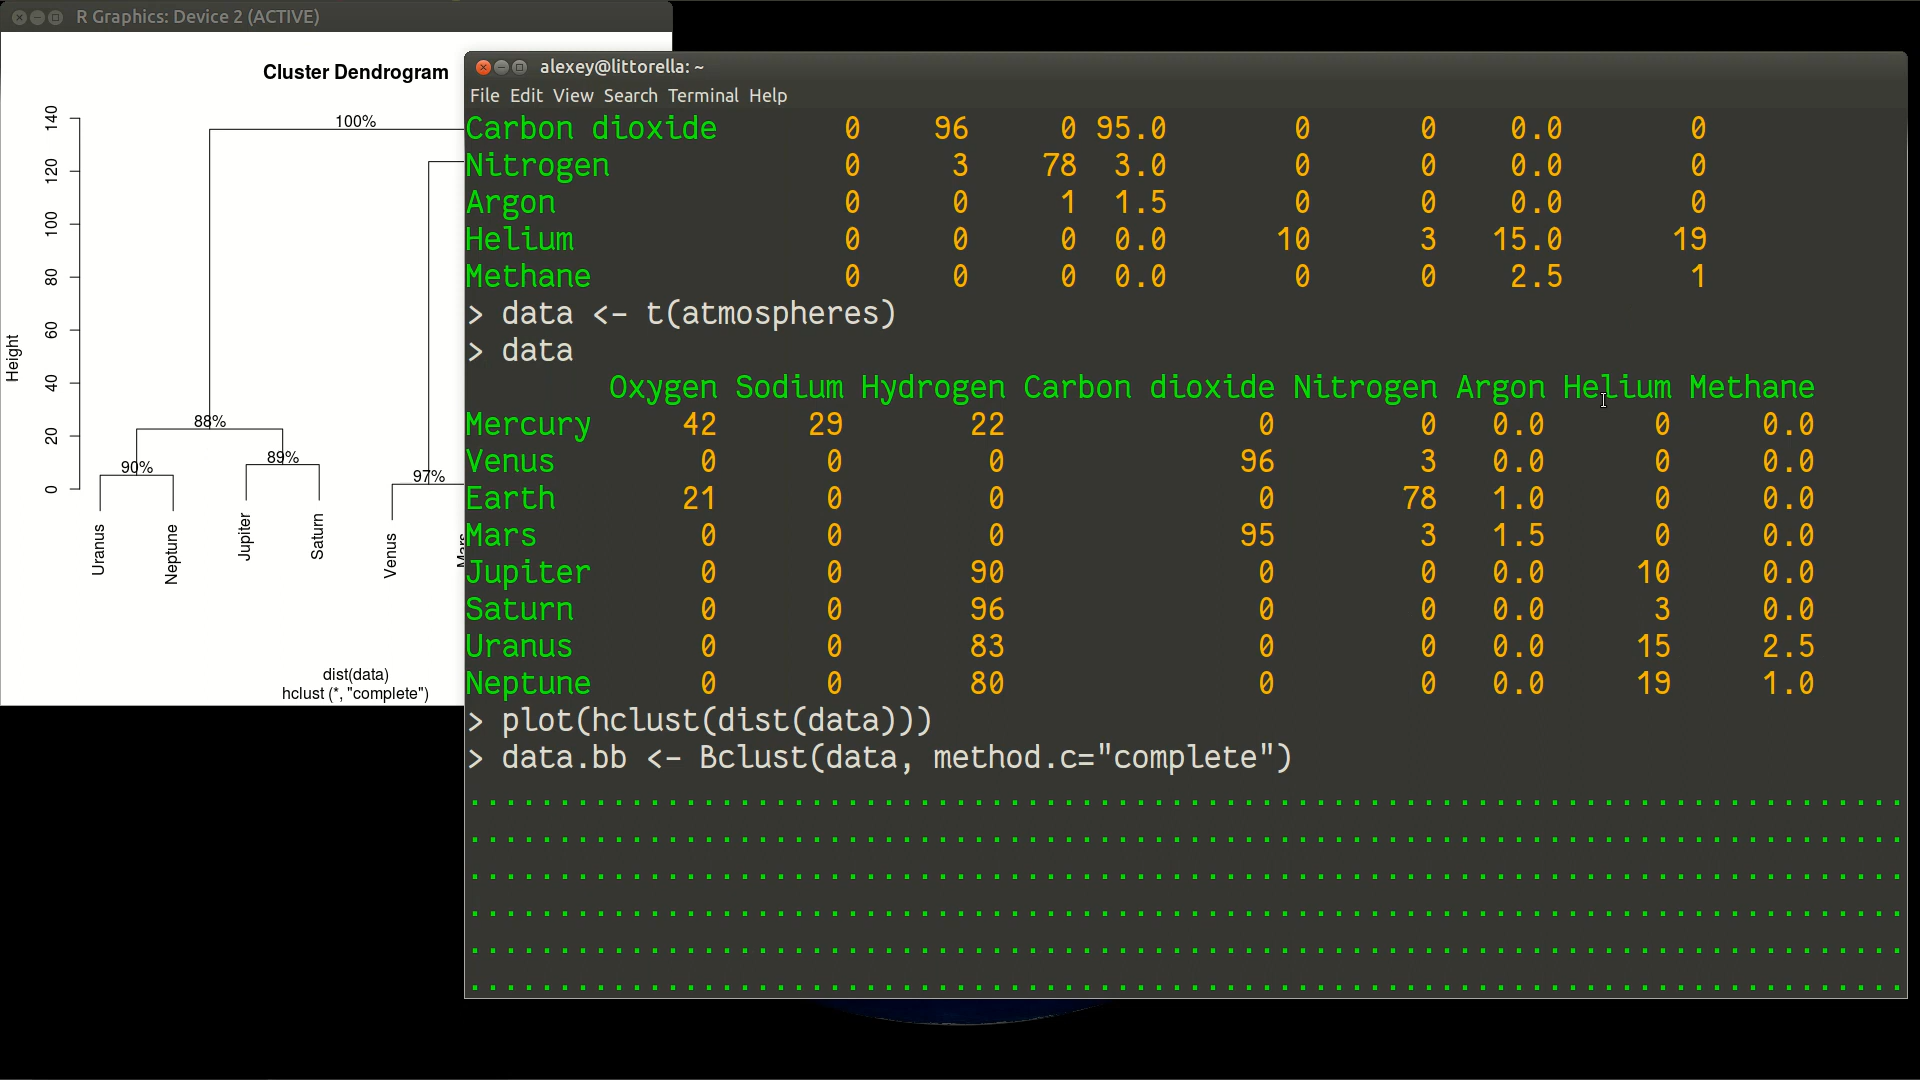 R Graphics: Device 2 (ACTIVE)
Cluster Dendrogram
140
120
100
80
60
40
20
0
Height
100%
88%
90%
89%
97%
Uranus
Neptune
Jupiter
Saturn
Venus
Mars
dist(data)
hclust (*, "complete")
alexey@littorella: ~
File Edit View Search Terminal Help
Carbon dioxide 0 96 0 95.0 0 0 0.0 0
Nitrogen 0 3 78 3.0 0 0 0.0 0
Argon 0 0 1 1.5 0 0 0.0 0
Helium 0 0 0 0.0 10 3 15.0 19
Methane 0 0 0 0.0 0 0 2.5 1
> data <- t(atmospheres)
> data
Oxygen Sodium Hydrogen Carbon dioxide Nitrogen Argon Helium Methane
Mercury 42 29 22 0 0 0.0 0 0.0
Venus 0 0 0 96 3 0.0 0 0.0
Earth 21 0 0 0 78 1.0 0 0.0
Mars 0 0 0 95 3 1.5 0 0.0
Jupiter 0 0 90 0 0 0.0 10 0.0
Saturn 0 0 96 0 0 0.0 3 0.0
Uranus 0 0 83 0 0 0.0 15 2.5
Neptune 0 0 80 0 0 0.0 19 1.0
> plot(hclust(dist(data)))
> data.bb <- Bclust(data, method.c="complete")
................................................................................
................................................................................
................................................................................
................................................................................
................................................................................
................................................................................